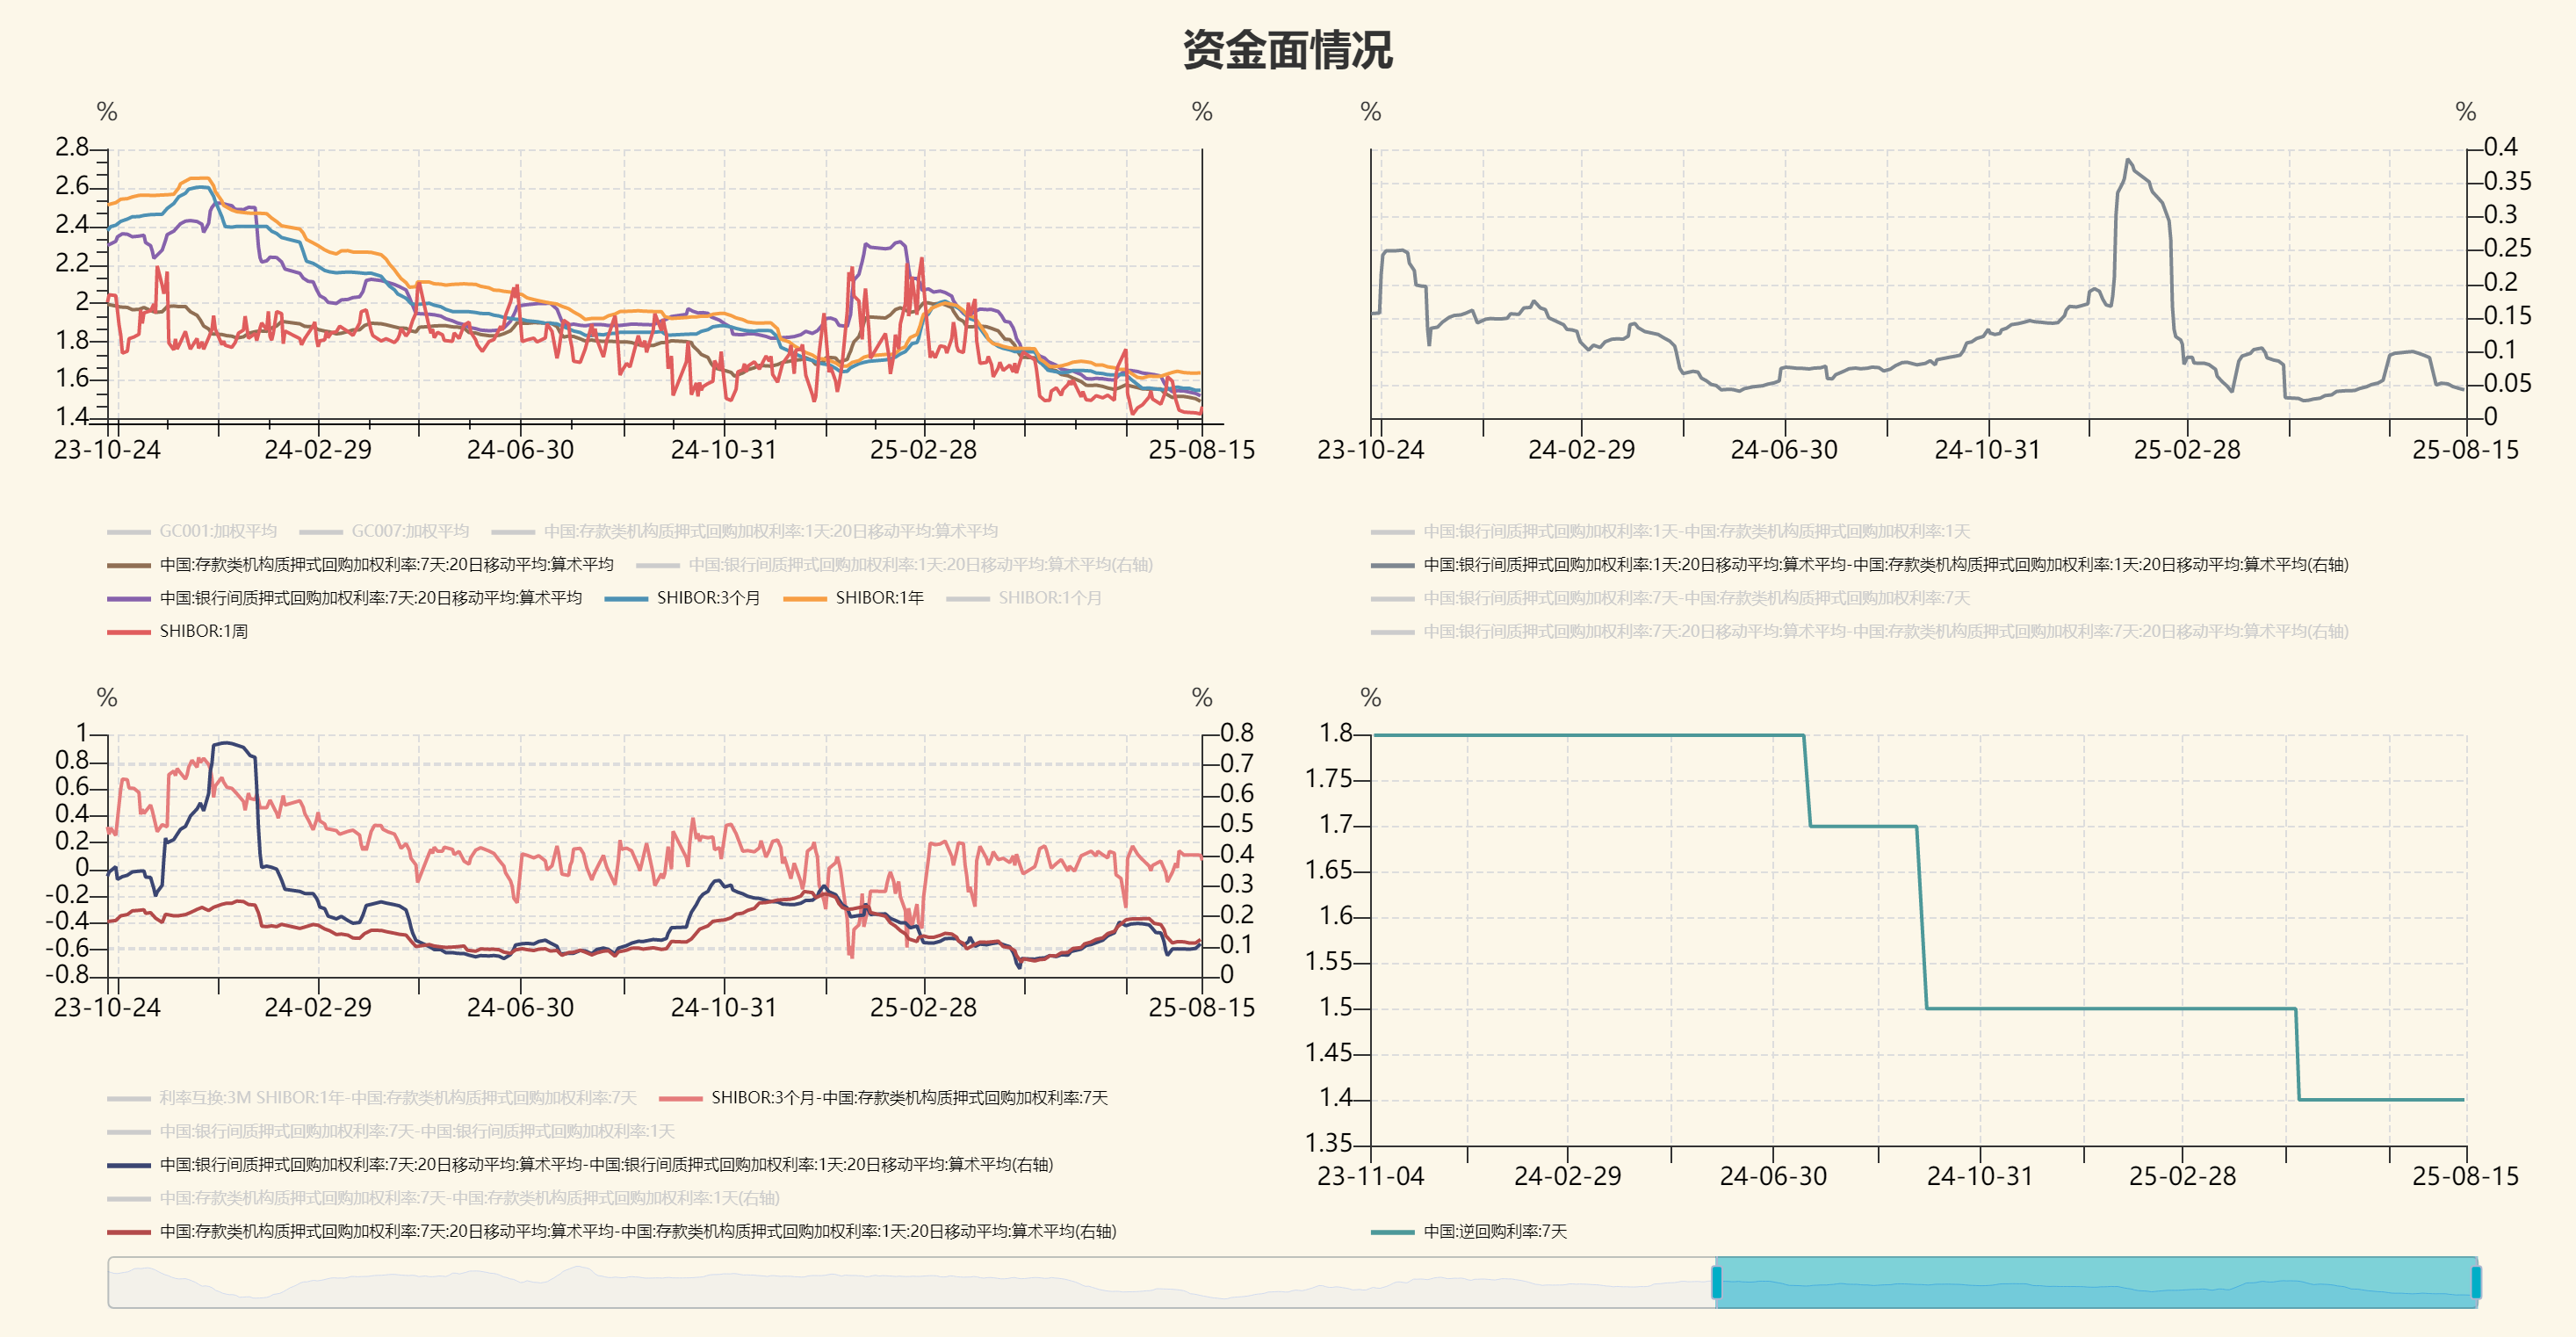 资金面情况
% %
2.8
2.6
2.4
2.2
2
1.8
1.6
1.4
23-10-24 24-02-29 24-06-30 24-10-31 25-02-28 25-08-15
GC001:加权平均 GC007:加权平均 中国:存款类机构质押式回购加权利率:1天:20日移动平均:算术平均
中国:存款类机构质押式回购加权利率:7天:20日移动平均:算术平均 中国:银行间质押式回购加权利率:1天:20日移动平均:算术平均(右轴)
中国:银行间质押式回购加权利率:7天:20日移动平均:算术平均 SHIBOR:3个月 SHIBOR:1年 SHIBOR:1个月
SHIBOR:1周
% %
0.4
0.35
0.3
0.25
0.2
0.15
0.1
0.05
0
23-10-24 24-02-29 24-06-30 24-10-31 25-02-28 25-08-15
中国:银行间质押式回购加权利率:1天-中国:存款类机构质押式回购加权利率:1天
中国:银行间质押式回购加权利率:1天:20日移动平均:算术平均-中国:存款类机构质押式回购加权利率:1天:20日移动平均:算术平均(右轴)
中国:银行间质押式回购加权利率:7天-中国:存款类机构质押式回购加权利率:7天
中国:银行间质押式回购加权利率:7天:20日移动平均:算术平均-中国:存款类机构质押式回购加权利率:7天:20日移动平均:算术平均(右轴)
% %
1
0.8
0.6
0.4
0.2
0
-0.2
-0.4
-0.6
-0.8
0.8
0.7
0.6
0.5
0.4
0.3
0.2
0.1
0
23-10-24 24-02-29 24-06-30 24-10-31 25-02-28 25-08-15
利率互换:3M SHIBOR:1年-中国:存款类机构质押式回购加权利率:7天 SHIBOR:3个月-中国:存款类机构质押式回购加权利率:7天
中国:银行间质押式回购加权利率:7天-中国:银行间质押式回购加权利率:1天
中国:银行间质押式回购加权利率:7天:20日移动平均:算术平均-中国:银行间质押式回购加权利率:1天:20日移动平均:算术平均(右轴)
中国:存款类机构质押式回购加权利率:7天-中国:存款类机构质押式回购加权利率:1天(右轴)
中国:存款类机构质押式回购加权利率:7天:20日移动平均:算术平均-中国:存款类机构质押式回购加权利率:1天:20日移动平均:算术平均(右轴)
%
1.8
1.75
1.7
1.65
1.6
1.55
1.5
1.45
1.4
1.35
23-11-04 24-02-29 24-06-30 24-10-31 25-02-28 25-08-15
中国:逆回购利率:7天